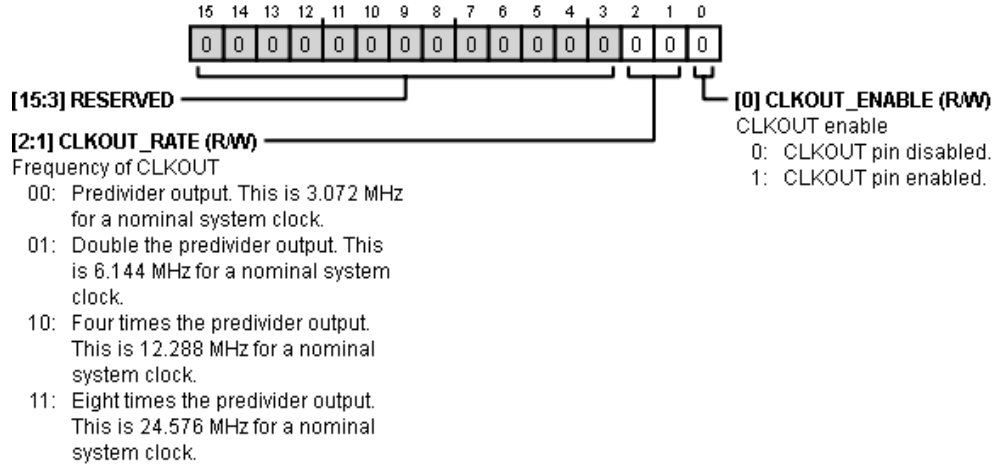 15 14 13 12 11 10 9 8 7 6 5 4 3 2 1 0
0 0 0 0 0 0 0 0 0 0 0 0 0 0 0 0
[15:3] RESERVED
[0] CLKOUT_ENABLE (R/W)
CLKOUT enable
0: CLKOUT pin disabled.
1: CLKOUT pin enabled.
[2:1] CLKOUT_RATE (R/W)
Frequency of CLKOUT
00: Predivider output. This is 3.072 MHz
for a nominal system clock.
01: Double the predivider output. This
is 6.144 MHz for a nominal system
clock.
10: Four times the predivider output.
This is 12.288 MHz for a nominal
system clock.
11: Eight times the predivider output.
This is 24.576 MHz for a nominal
system clock.